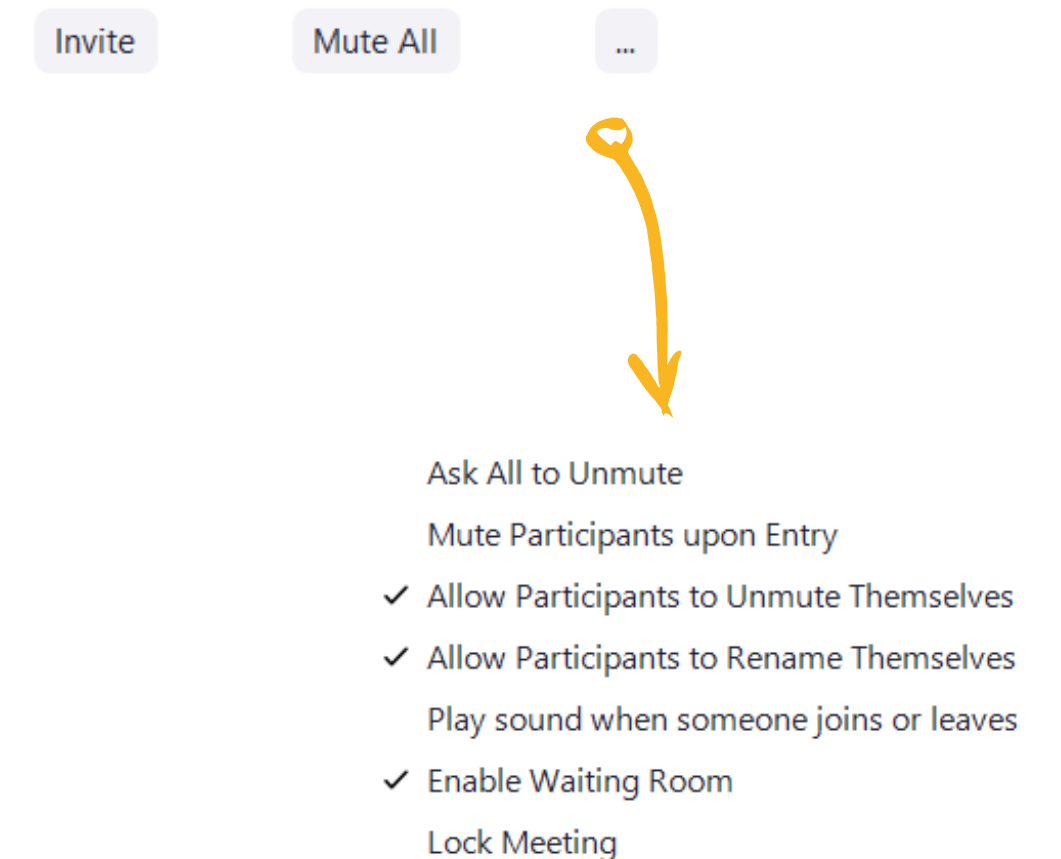 Invite Mute All ...
Ask All to Unmute
Mute Participants upon Entry
✓ Allow Participants to Unmute Themselves
✓ Allow Participants to Rename Themselves
Play sound when someone joins or leaves
✓ Enable Waiting Room
Lock Meeting